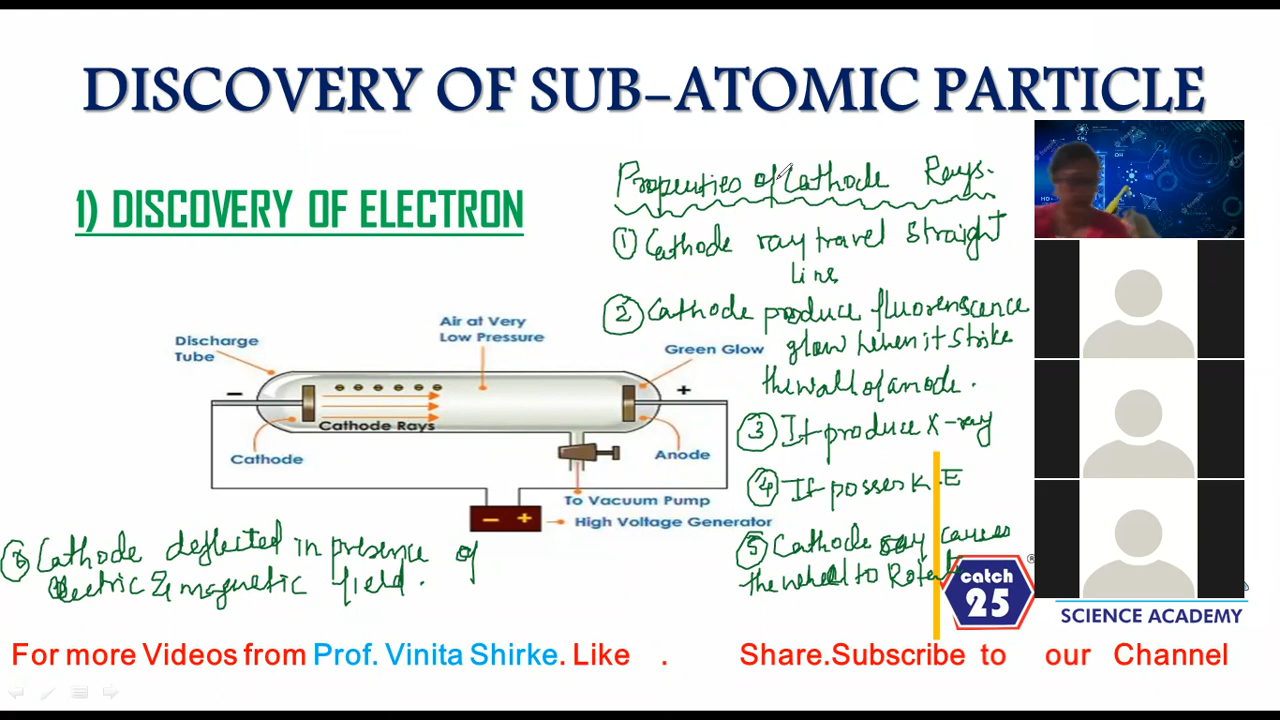 DISCOVERY OF SUB-ATOMIC PARTICLE
1) DISCOVERY OF ELECTRON
Properties of Cathode Rays.
① Cathode ray travel straight
line
② Cathode produce fluorenscence
glow when it strike
the wall of anode.
③ It produce X-ray
④ It posses K.E
⑤ Cathode ray causes
the wheel to Rotate
Discharge
Tube
Air at Very
Low Pressure
Green Glow
−
+
Cathode Rays
Cathode
Anode
To Vacuum Pump
− +
High Voltage Generator
⑥ Cathode deflected in presence of
Electric & magnetic field.
catch
25
®
SCIENCE ACADEMY
For more Videos from Prof. Vinita Shirke. Like . Share.Subscribe to our Channel